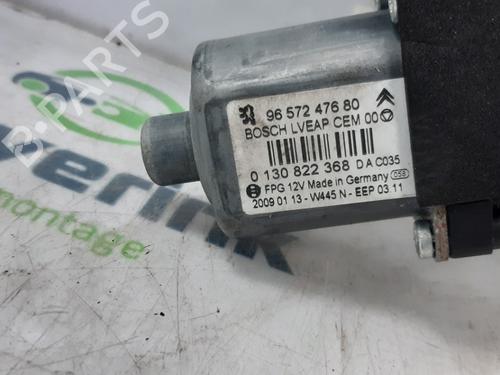 B-PARTS
96 572 476 80
BOSCH LVEAP CEM 00
0 130 822 368 DA C035
FPG 12V Made in Germany 058
2009 01 13 - W445 N - EEP 03 11
montage